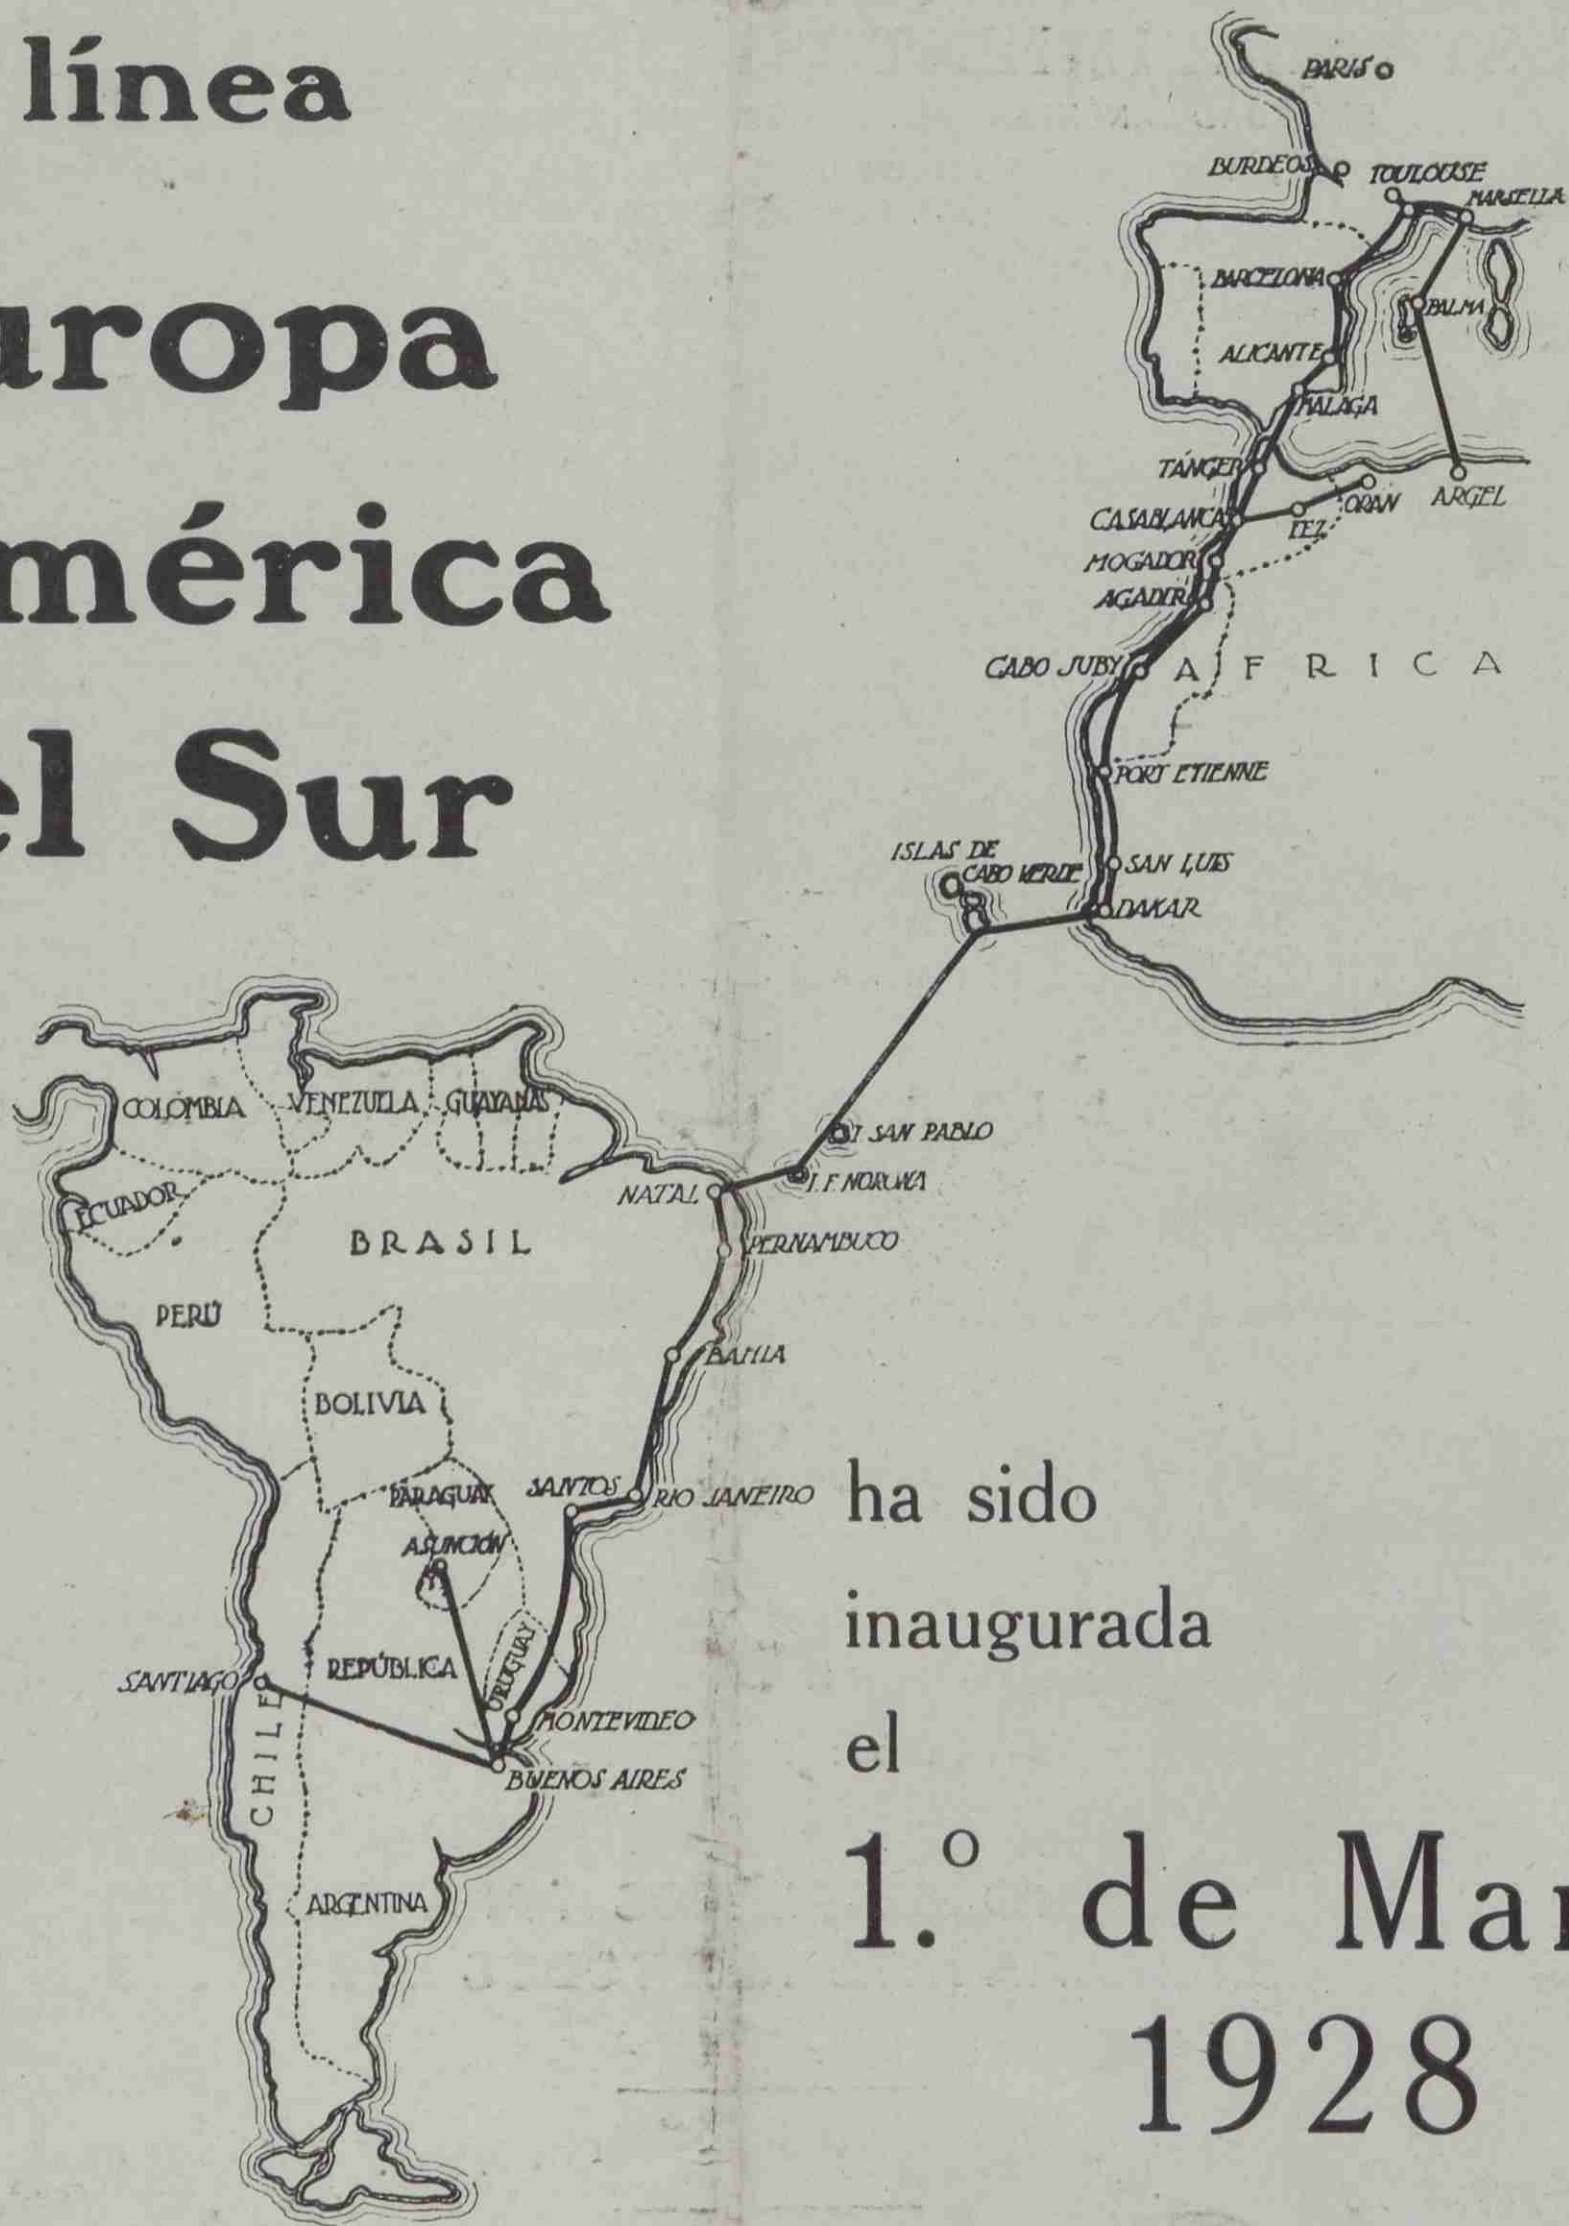 línea
uropa
mérica
el Sur
PARIS
BURDEOS
TOULOUSE
MARSELLA
BARCELONA
PALMA
ALICANTE
MALAGA
TÁNGER
ORAN
ARGEL
CASABLANCA
FEZ
MOGADOR
AGADIR
CABO JUBY
AFRICA
PORT ETIENNE
ISLAS DE
CABO VERDE
SAN LUIS
DAKAR
COLOMBIA
VENEZUELA
GUAYANAS
I SAN PABLO
I. F. NORUÑA
NATAL
ECUADOR
BRASIL
PERNAMBUCO
PERÚ
BAHIA
BOLIVIA
PARAGUAY
SANTOS
RIO JANEIRO
ASUNCIÓN
URUGUAY
REPÚBLICA
SANTIAGO
CHILE
MONTEVIDEO
BUENOS AIRES
ARGENTINA
ha sido
inaugurada
el
1.º de Mar
1928